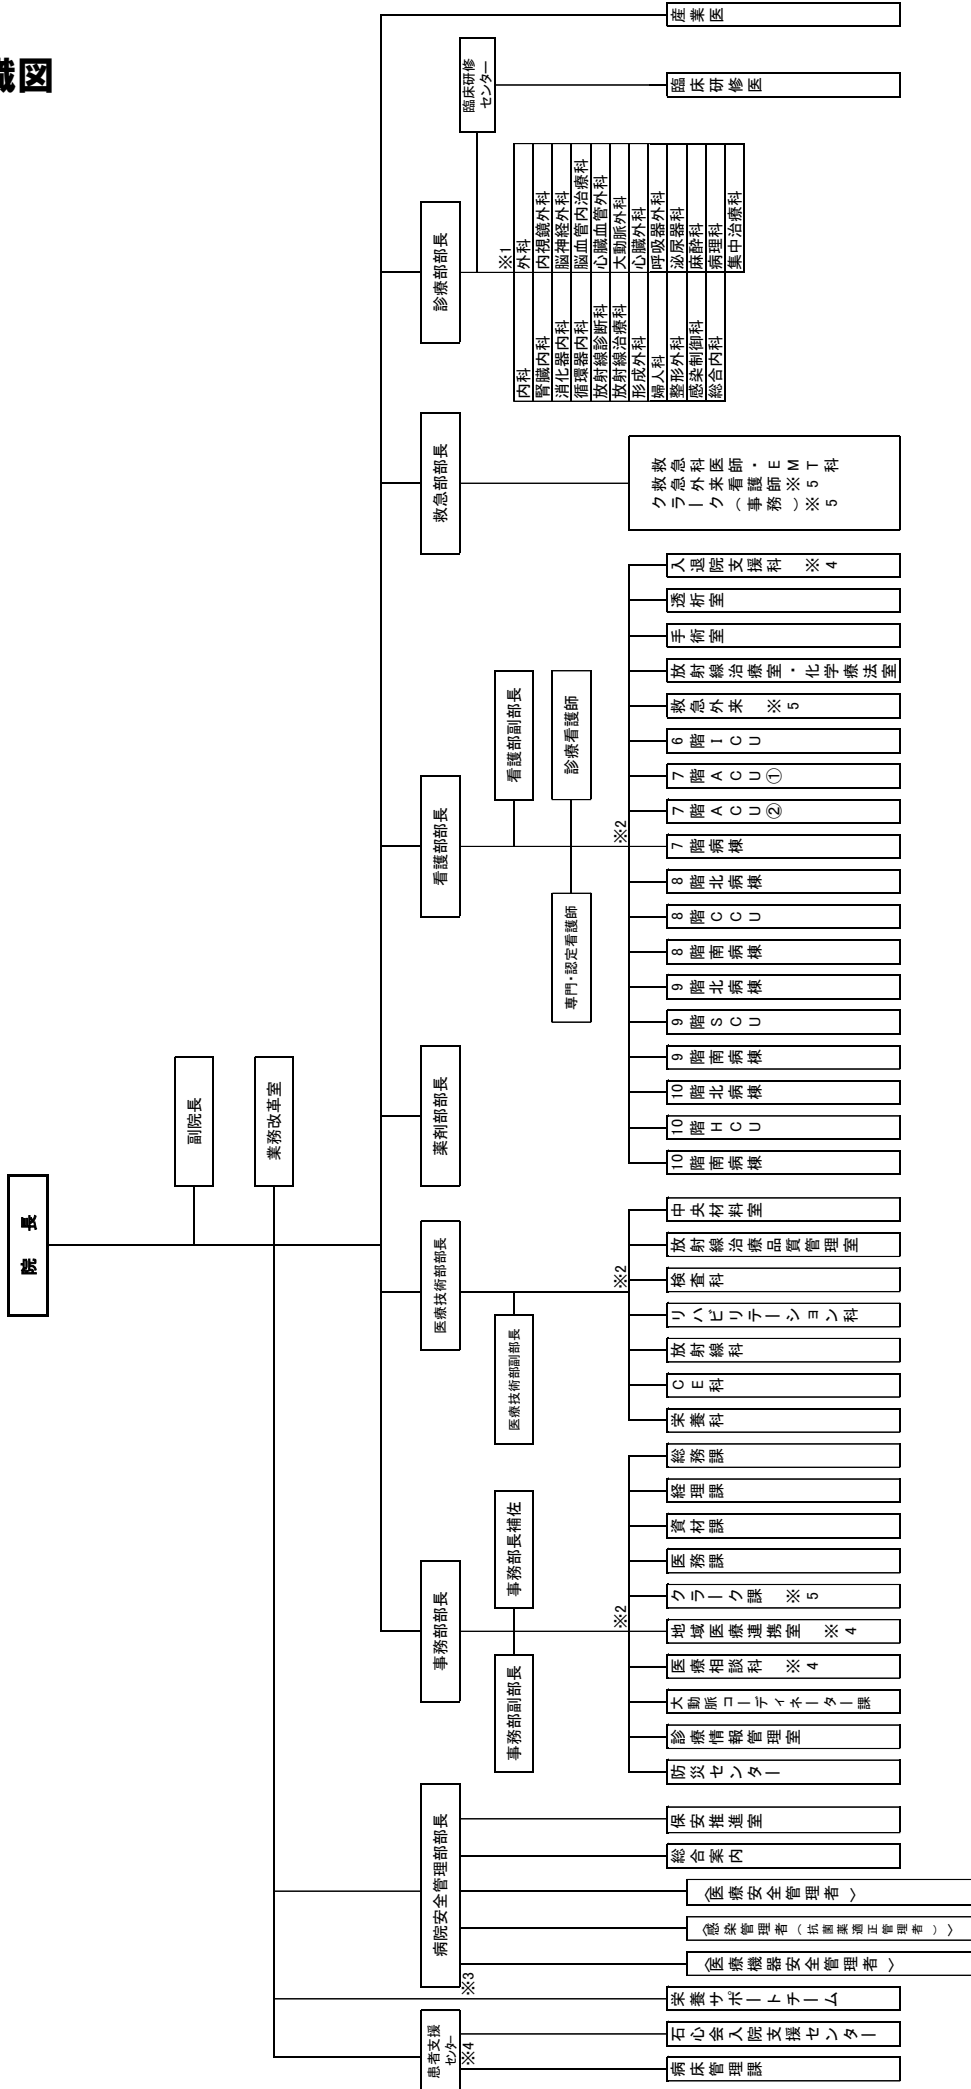 織図
院　長
副院長
業務改革室
診療部部長
救急部部長
看護部部長
薬剤部部長
医療技術部部長
事務部部長
病院安全管理部部長
※3
患者支援
センター
※4
臨床研修
センター
看護部副部長
診療看護師
専門・認定看護師
医療技術部副部長
事務部長補佐
事務部副部長
※1
外科
内視鏡外科
脳神経外科
脳血管内治療科
心臓血管外科
大動脈外科
心臓外科
呼吸器外科
泌尿器科
麻酔科
病理科
集中治療科
内科
腎臓内科
消化器内科
循環器内科
放射線診断科
放射線治療科
形成外科
婦人科
整形外科
感染制御科
総合内科
産業医
臨床研修医
救急科医師・EMT科
救急外来看護師※5
クラーク(事務)※5
※2
入退院支援科　※4
透析室
手術室
放射線治療室・化学療法室
救急外来　※5
6階ICU
7階ACU①
7階ACU②
7階病棟
8階北病棟
8階CCU
8階南病棟
9階北病棟
9階SCU
9階南病棟
10階北病棟
10階HCU
10階南病棟
※2
中央材料室
放射線治療品質管理室
検査科
リハビリテーション科
放射線科
CE科
栄養科
※2
総務課
経理課
資材課
医務課
クラーク課　※5
地域医療連携室　※4
医療相談科　※4
大動脈コーディネーター課
診療情報管理室
防災センター
保安推進室
総合案内
〈医療安全管理者〉
〈感染管理者(抗菌薬適正管理者)〉
〈医療機器安全管理者〉
栄養サポートチーム
石心会入院支援センター
病床管理課